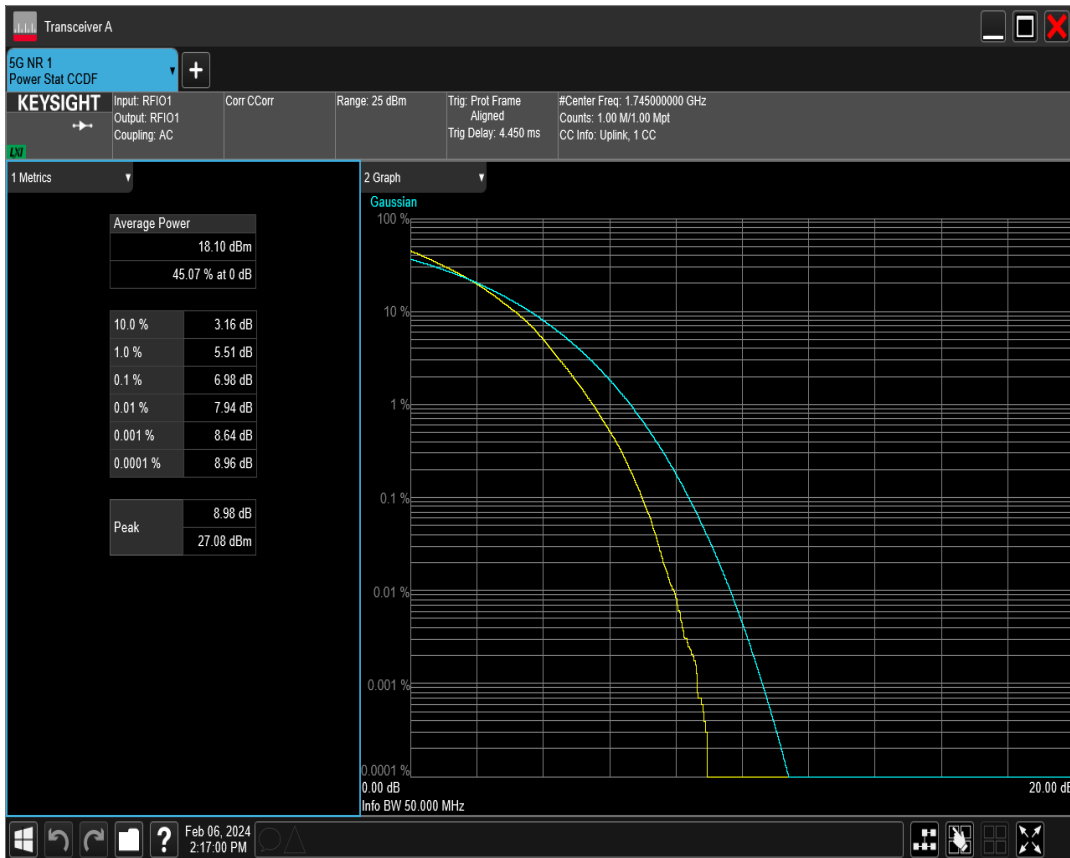 Transceiver A
5G NR 1
Power Stat CCDF
+
KEYSIGHT
LXI
Input: RFIO1
Output: RFIO1
Coupling: AC
Corr CCorr
Range: 25 dBm
Trig: Prot Frame
Aligned
Trig Delay: 4.450 ms
#Center Freq: 1.745000000 GHz
Counts: 1.00 M/1.00 Mpt
CC Info: Uplink, 1 CC
1 Metrics
Average Power
18.10 dBm
45.07 % at 0 dB
10.0 % 3.16 dB
1.0 % 5.51 dB
0.1 % 6.98 dB
0.01 % 7.94 dB
0.001 % 8.64 dB
0.0001 % 8.96 dB
Peak
8.98 dB
27.08 dBm
2 Graph
Gaussian
100 %
10 %
1 %
0.1 %
0.01 %
0.001 %
0.0001 %
0.00 dB 20.00 dB
Info BW 50.000 MHz
?
Feb 06, 2024
2:17:00 PM